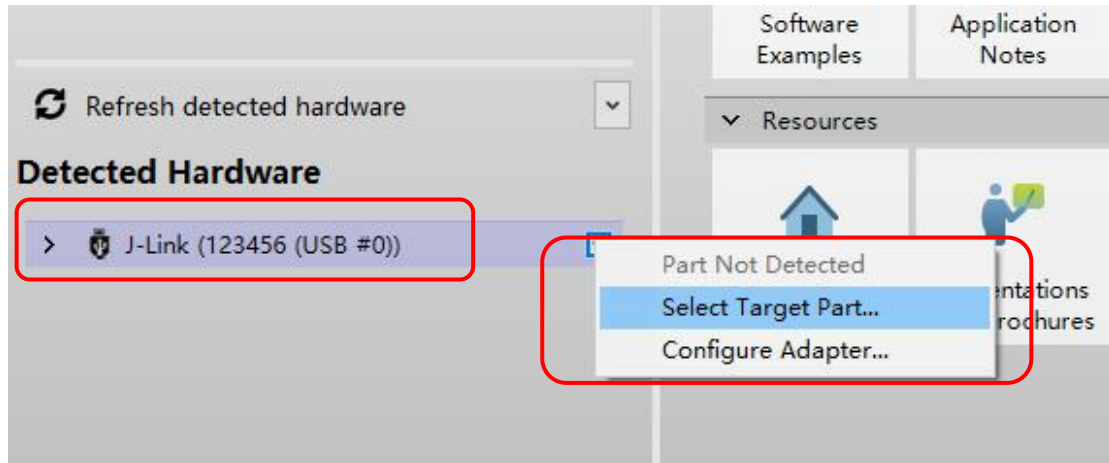 Refresh detected hardware
Detected Hardware
J-Link (123456 (USB #0))
Software
Examples
Application
Notes
Resources
Part Not Detected
Select Target Part...
Configure Adapter...